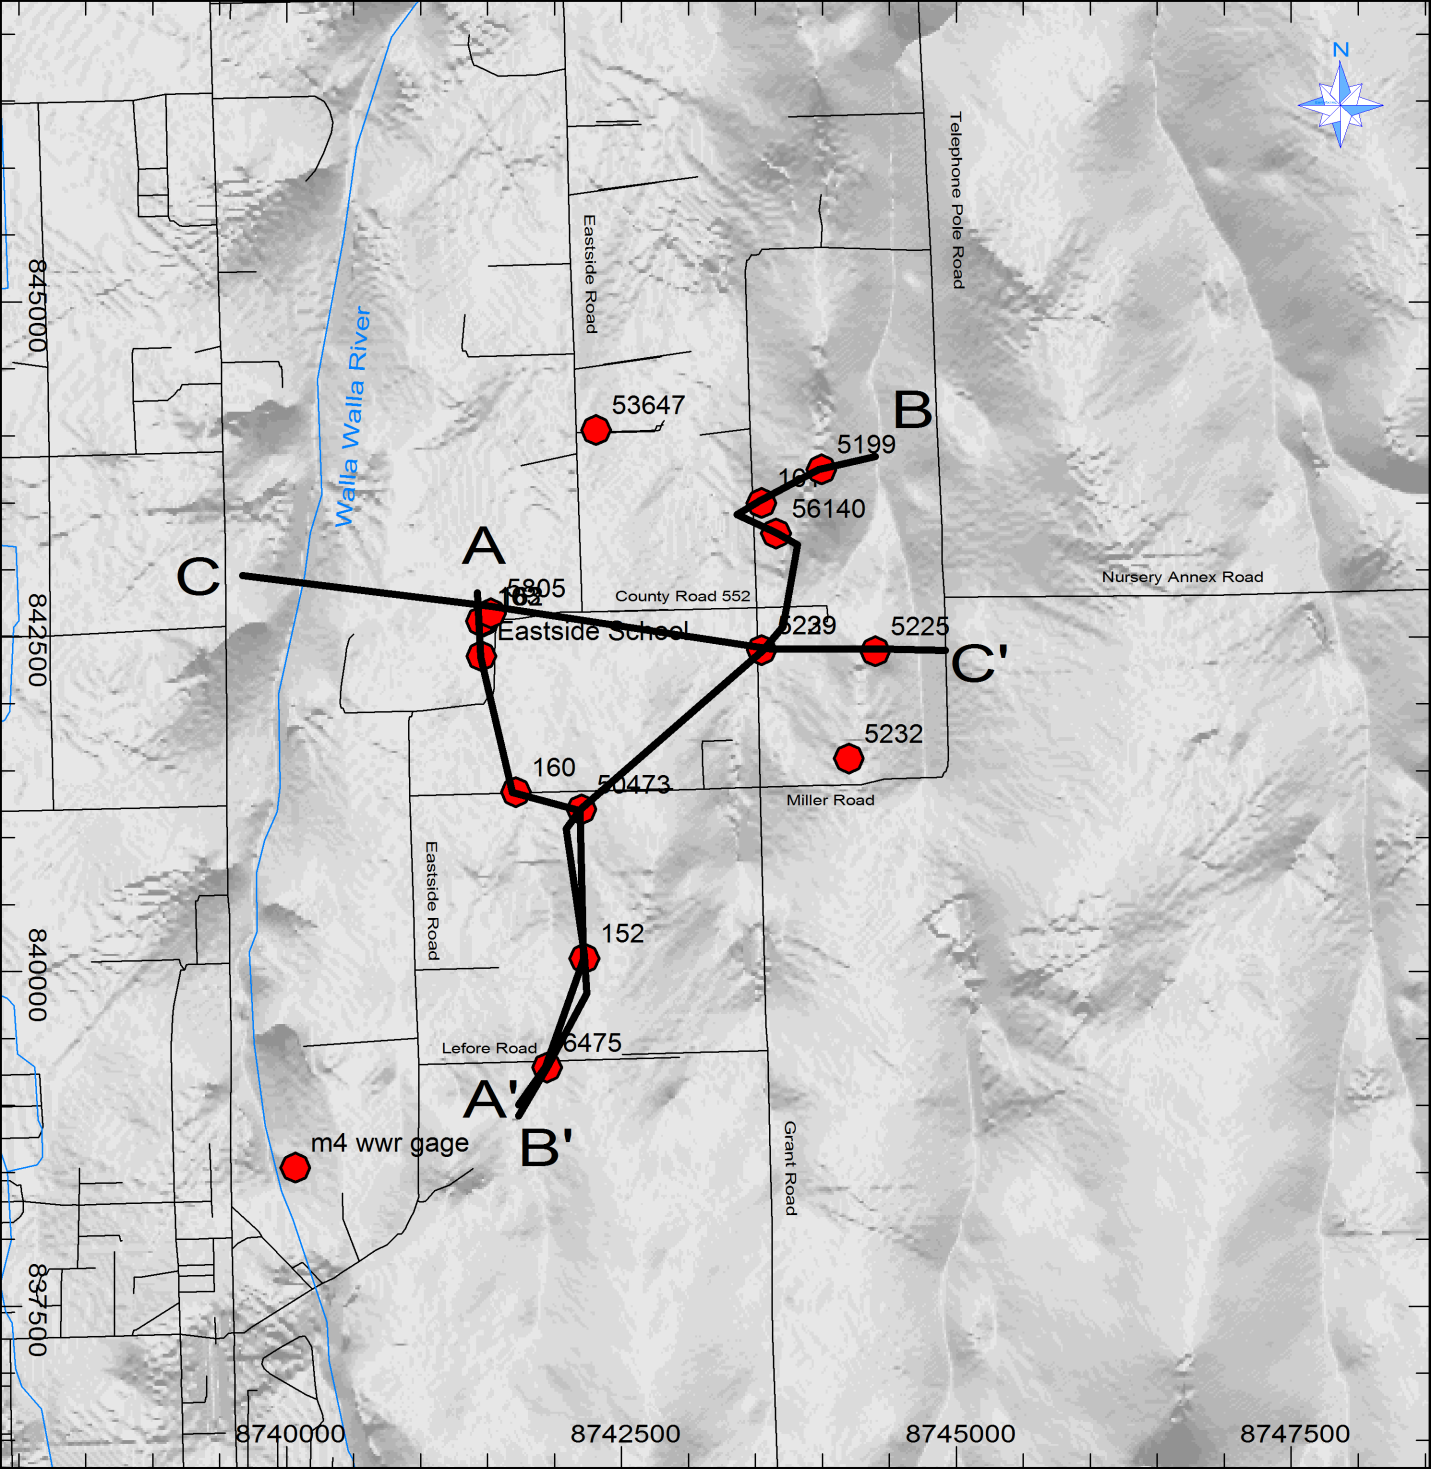 N
Telephone Pole Road
Eastside Road
845000
Walla Walla River
53647
B
5199
56140
A
C
5805
162
Nursery Annex Road
County Road 552
Eastside School
5239
5225
842500
C'
5232
160
50473
Miller Road
Eastside Road
152
840000
6475
Lefore Road
A'
B'
m4 wwr gage
Grant Road
837500
8740000
8742500
8745000
8747500